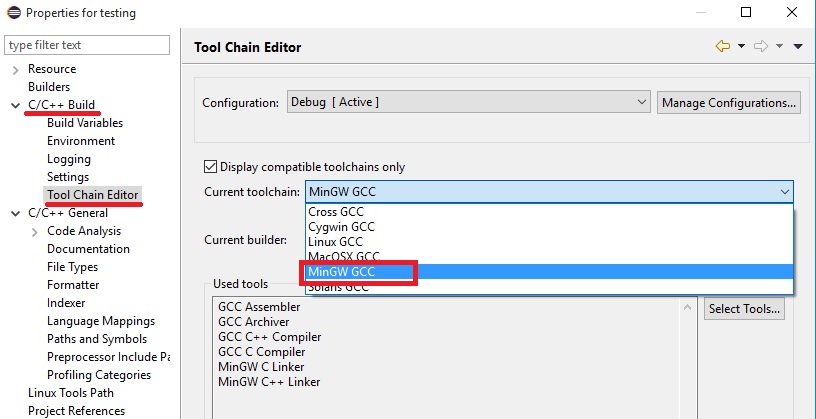 Properties for testing
type filter text
Resource
Builders
C/C++ Build
Build Variables
Environment
Logging
Settings
Tool Chain Editor
C/C++ General
Code Analysis
Documentation
File Types
Formatter
Indexer
Language Mappings
Paths and Symbols
Preprocessor Include Pa
Profiling Categories
Linux Tools Path
Project References
Tool Chain Editor
Configuration: Debug [ Active ] Manage Configurations...
Display compatible toolchains only
Current toolchain: MinGW GCC
Cross GCC
Cygwin GCC
Linux GCC
MacOSX GCC
MinGW GCC
Solaris GCC
Current builder:
Used tools
GCC Assembler
GCC Archiver
GCC C++ Compiler
GCC C Compiler
MinGW C Linker
MinGW C++ Linker
Select Tools...